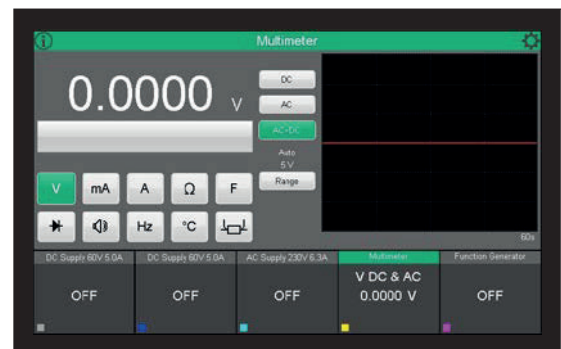 Multimeter
0.0000 V
DC
AC
AC+DC
Auto
5 V
Range
V mA A Ω F
Hz °C
60s
DC Supply 60V 5.0A
OFF
DC Supply 60V 5.0A
OFF
AC Supply 230V 6.3A
OFF
Multimeter
V DC & AC
0.0000 V
Function Generator
OFF